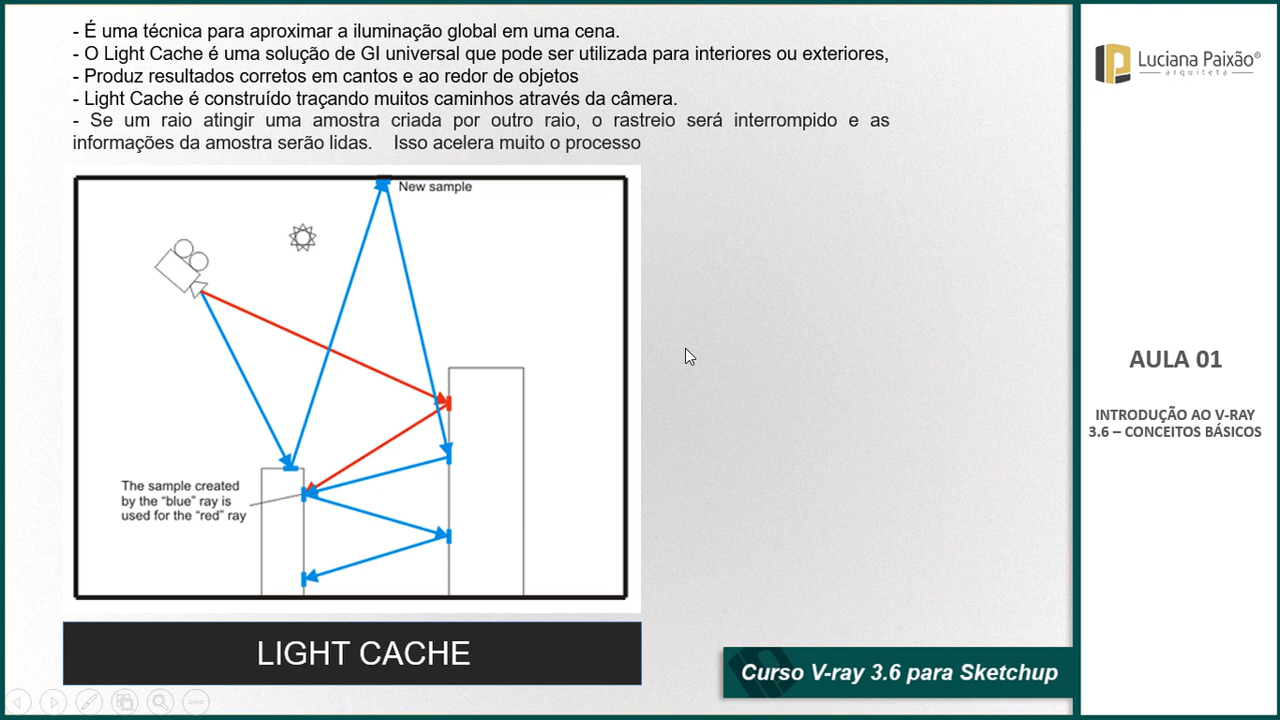 - É uma técnica para aproximar a iluminação global em uma cena.
- O Light Cache é uma solução de GI universal que pode ser utilizada para interiores ou exteriores,
- Produz resultados corretos em cantos e ao redor de objetos
- Light Cache é construído traçando muitos caminhos através da câmera.
- Se um raio atingir uma amostra criada por outro raio, o rastreio será interrompido e as
informações da amostra serão lidas. Isso acelera muito o processo
New sample
The sample created
by the "blue" ray is
used for the "red" ray
LIGHT CACHE
Curso V-ray 3.6 para Sketchup
Luciana Paixão®
arquiteta
AULA 01
INTRODUÇÃO AO V-RAY
3.6 – CONCEITOS BÁSICOS